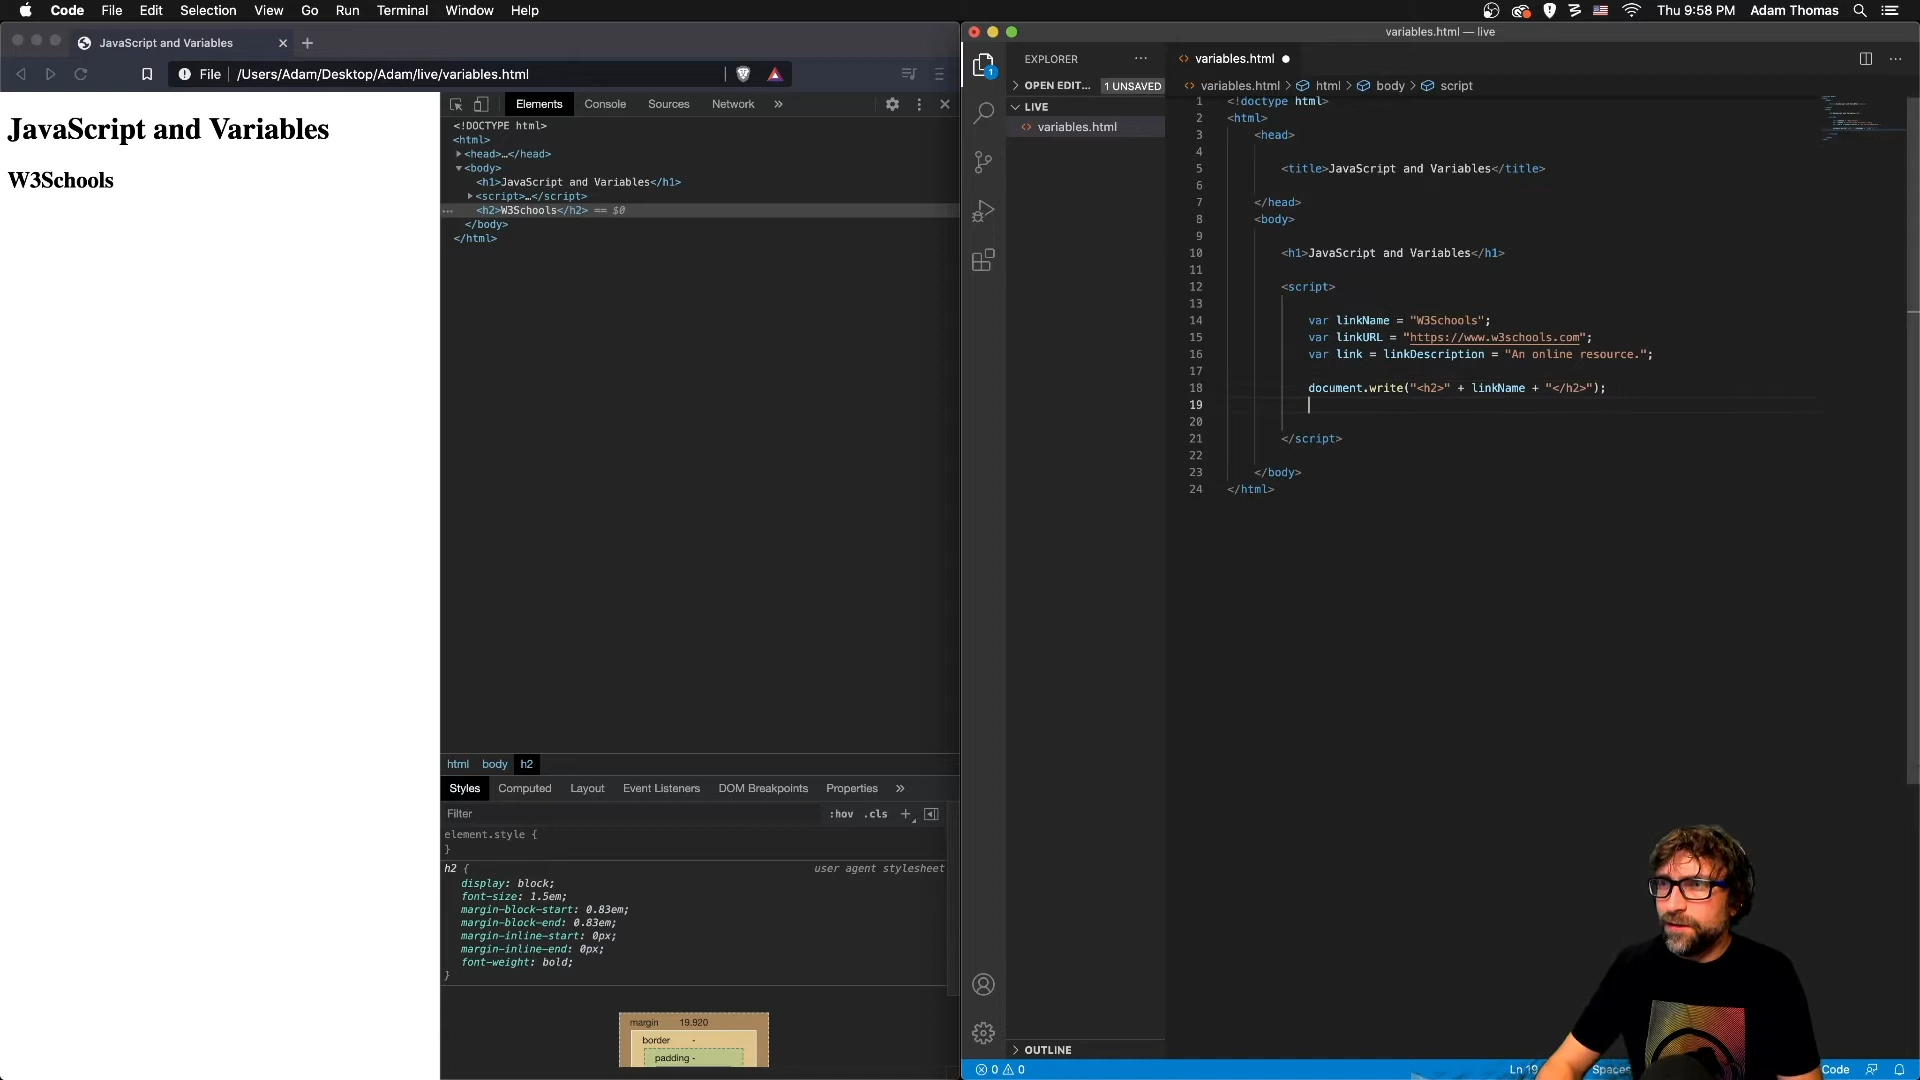 Code File Edit Selection View Go Run Terminal Window Help
Thu 9:58 PM Adam Thomas
JavaScript and Variables
File /Users/Adam/Desktop/Adam/live/variables.html
JavaScript and Variables
W3Schools
Elements Console Sources Network
<!DOCTYPE html>
<html>
<head>…</head>
<body>
<h1>JavaScript and Variables</h1>
<script>…</script>
<h2>W3Schools</h2> == $0
</body>
</html>
html body h2
Styles Computed Layout Event Listeners DOM Breakpoints Properties
Filter
:hov .cls
element.style {
}
h2 { user agent stylesheet
display: block;
font-size: 1.5em;
margin-block-start: 0.83em;
margin-block-end: 0.83em;
margin-inline-start: 0px;
margin-inline-end: 0px;
font-weight: bold;
}
margin 19.920
border -
padding -
variables.html — live
EXPLORER
OPEN EDIT... 1 UNSAVED
LIVE
variables.html
OUTLINE
variables.html
variables.html > html > body > script
1 <!doctype html>
2 <html>
3 <head>
4
5 <title>JavaScript and Variables</title>
6
7 </head>
8 <body>
9
10 <h1>JavaScript and Variables</h1>
11
12 <script>
13
14 var linkName = "W3Schools";
15 var linkURL = "https://www.w3schools.com";
16 var link = linkDescription = "An online resource.";
17
18 document.write("<h2>" + linkName + "</h2>");
19
20
21 </script>
22
23 </body>
24 </html>
0 0
Ln 19
Spaces
Code